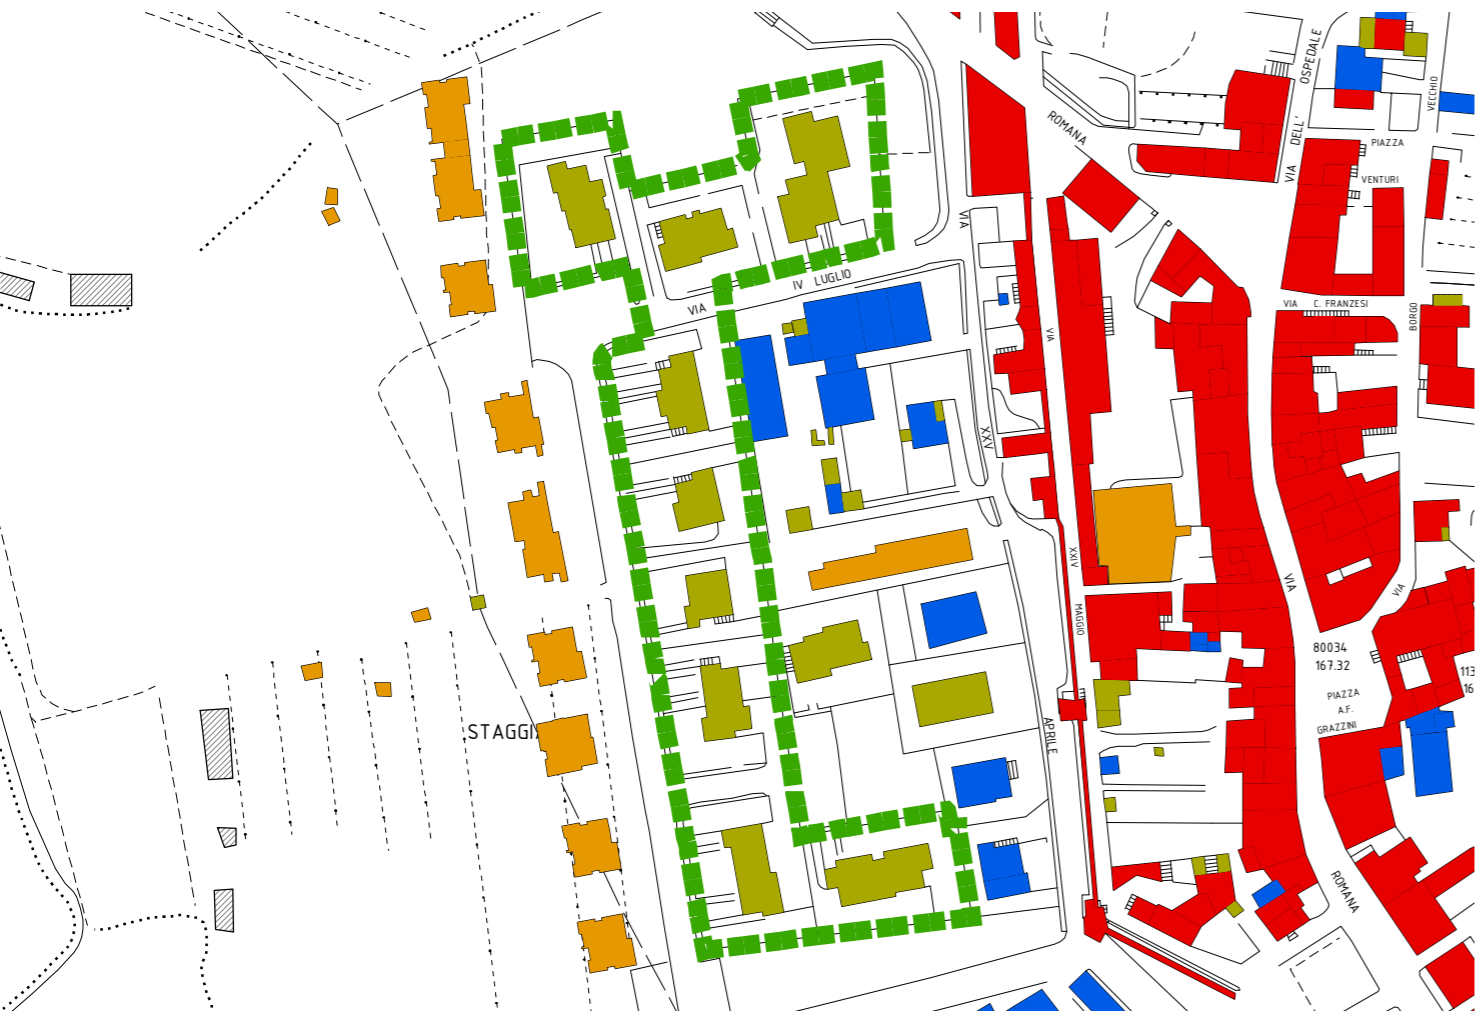 OSPEDALE
DELL'
VIA
ROMANA
VECCHIO
PIAZZA
VENTURI
VIA
IV LUGLIO
VIA
VIA
VIA C. FRANZESI
BORGO
XXV
XXIV
VIA
VIA
MAGGIO
80034
167.32
113
16
PIAZZA
A.F.
GRAZZINI
STAGGI
APRILE
ROMANA